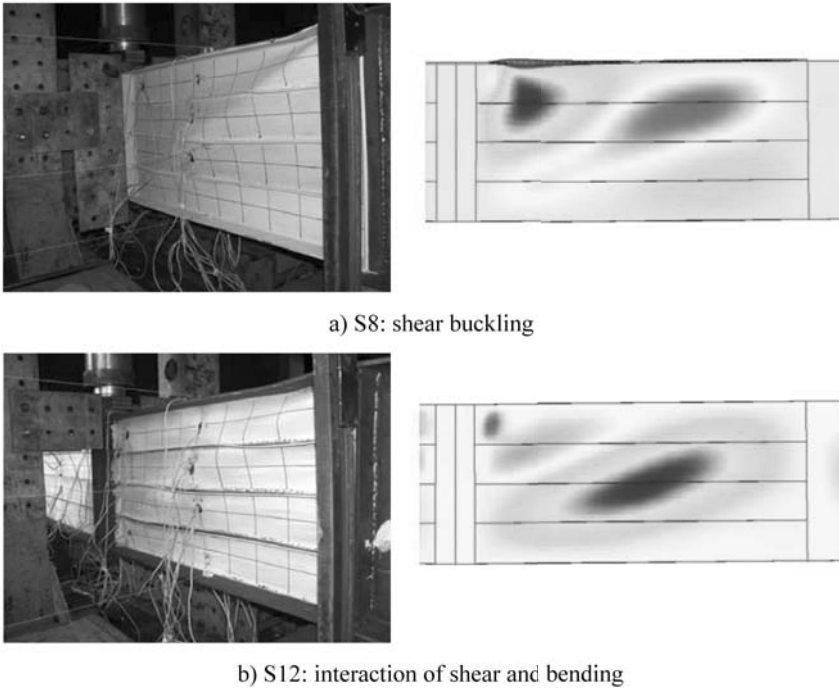 a) S8: shear buckling
b) S12: interaction of shear and bending